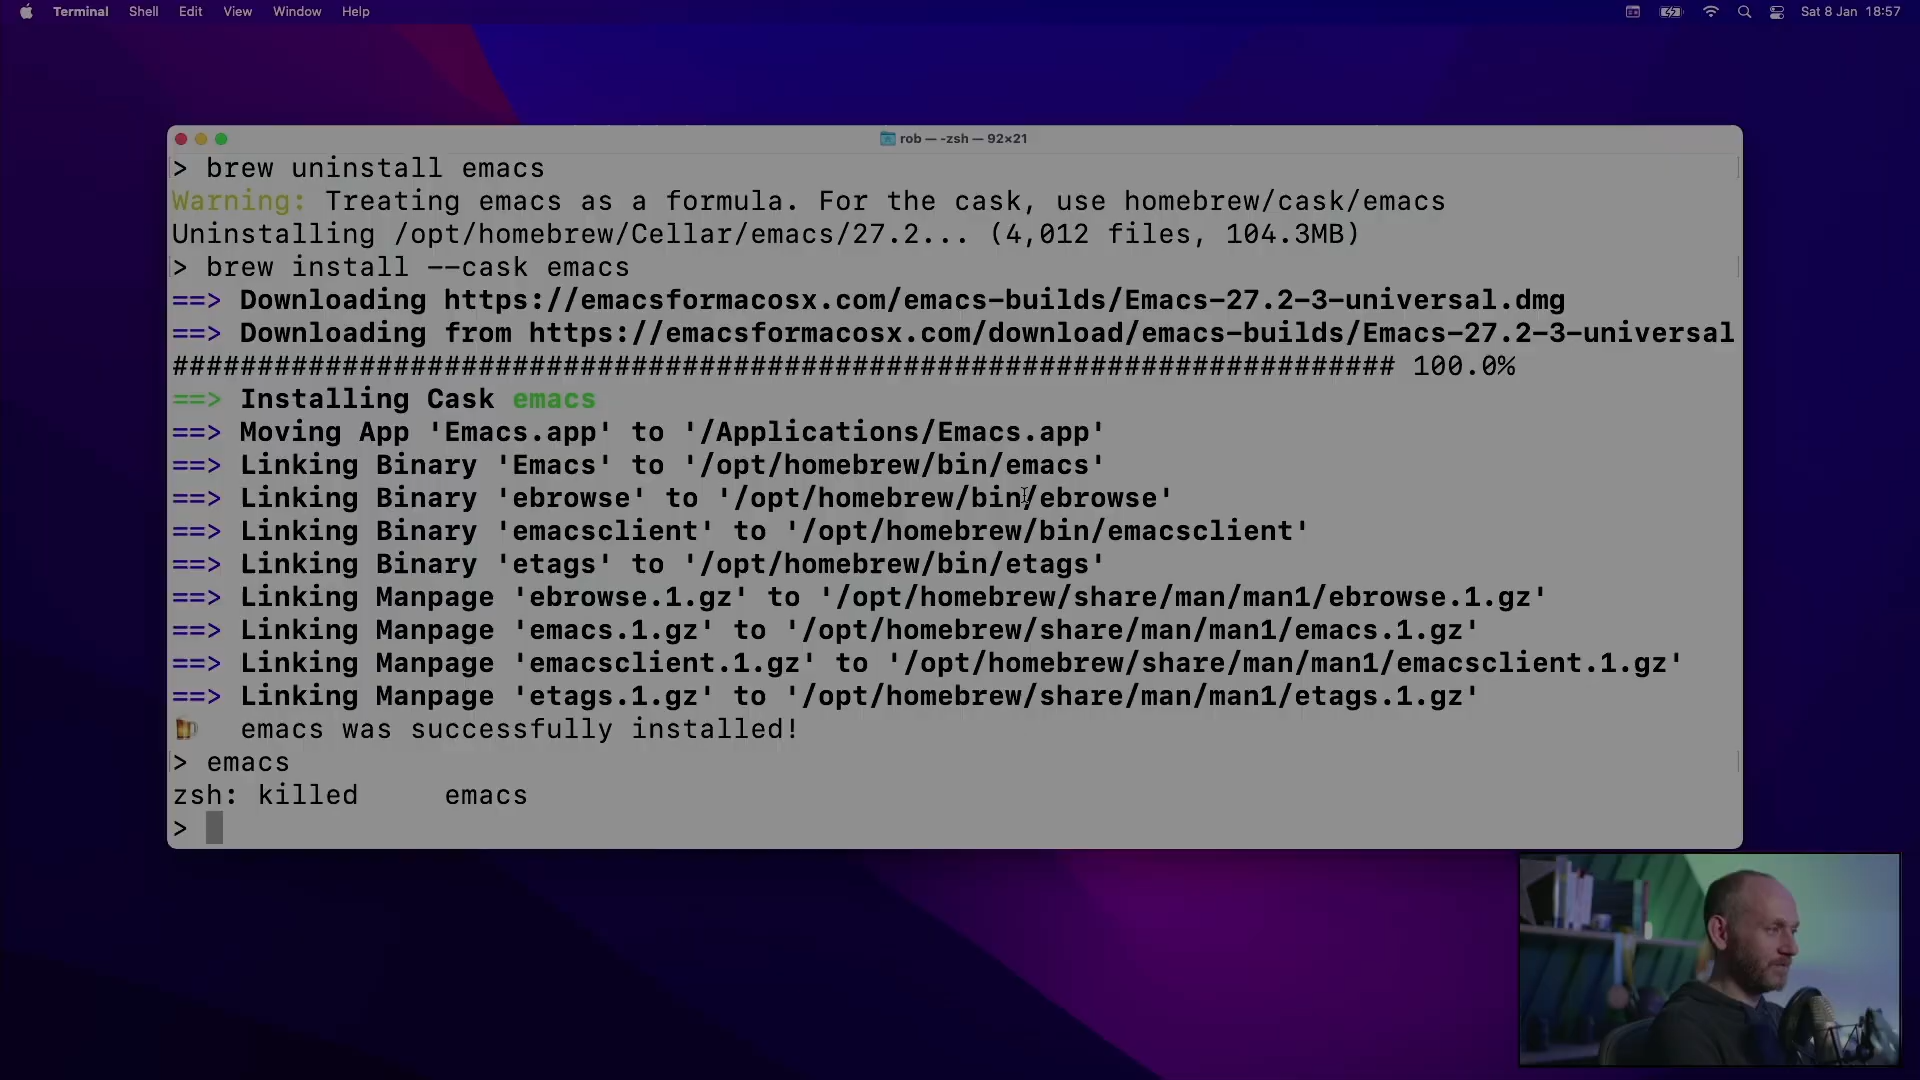 Terminal Shell Edit View Window Help Sat 8 Jan 18:57
rob — -zsh — 92×21
> brew uninstall emacs
Warning: Treating emacs as a formula. For the cask, use homebrew/cask/emacs
Uninstalling /opt/homebrew/Cellar/emacs/27.2... (4,012 files, 104.3MB)
> brew install --cask emacs
==> Downloading https://emacsformacosx.com/emacs-builds/Emacs-27.2-3-universal.dmg
==> Downloading from https://emacsformacosx.com/download/emacs-builds/Emacs-27.2-3-universal
######################################################################## 100.0%
==> Installing Cask emacs
==> Moving App 'Emacs.app' to '/Applications/Emacs.app'
==> Linking Binary 'Emacs' to '/opt/homebrew/bin/emacs'
==> Linking Binary 'ebrowse' to '/opt/homebrew/bin/ebrowse'
==> Linking Binary 'emacsclient' to '/opt/homebrew/bin/emacsclient'
==> Linking Binary 'etags' to '/opt/homebrew/bin/etags'
==> Linking Manpage 'ebrowse.1.gz' to '/opt/homebrew/share/man/man1/ebrowse.1.gz'
==> Linking Manpage 'emacs.1.gz' to '/opt/homebrew/share/man/man1/emacs.1.gz'
==> Linking Manpage 'emacsclient.1.gz' to '/opt/homebrew/share/man/man1/emacsclient.1.gz'
==> Linking Manpage 'etags.1.gz' to '/opt/homebrew/share/man/man1/etags.1.gz'
🍺 emacs was successfully installed!
> emacs
zsh: killed emacs
>